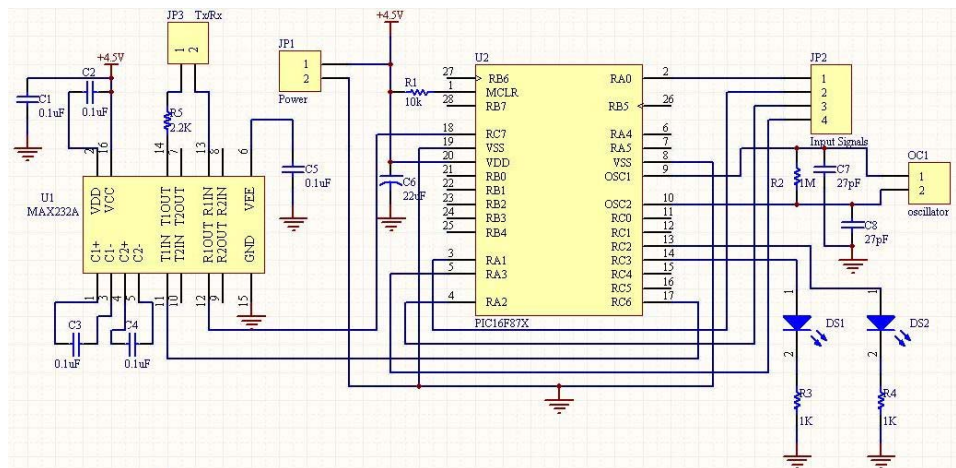 JP3 Tx/Rx
1 2
+4.5V
+4.5V
JP1
1
2
Power
C1
0.1uF
C2
0.1uF
R5
2.2K
C5
0.1uF
R1
10k
C6
22uF
U1
MAX232A
2 16 14 7 13 8 6
VDD VCC T1OUT T2OUT R1IN R2IN VEE
C1+ C1- C2+ C2- T1IN T2IN R1OUT R2OUT GND
1 3 4 5 11 10 12 9 15
C3
0.1uF
C4
0.1uF
U2
27 RB6 RA0 2
1 MCLR
28 RB7 RB5 26
18 RC7 RA4 6
19 VSS RA5 7
20 VDD VSS 8
21 RB0 OSC1 9
22 RB1
23 RB2 OSC2 10
24 RB3 RC0 11
25 RB4 RC1 12
RC2 13
3 RA1 RC3 14
5 RA3 RC4 15
RC5 16
4 RA2 RC6 17
PIC16F87X
JP2
1
2
3
4
Input Signals
R2
1M
C7
27pF
C8
27pF
OC1
1
2
oscillator
1
DS1
2
R3
1K
1
DS2
2
R4
1K